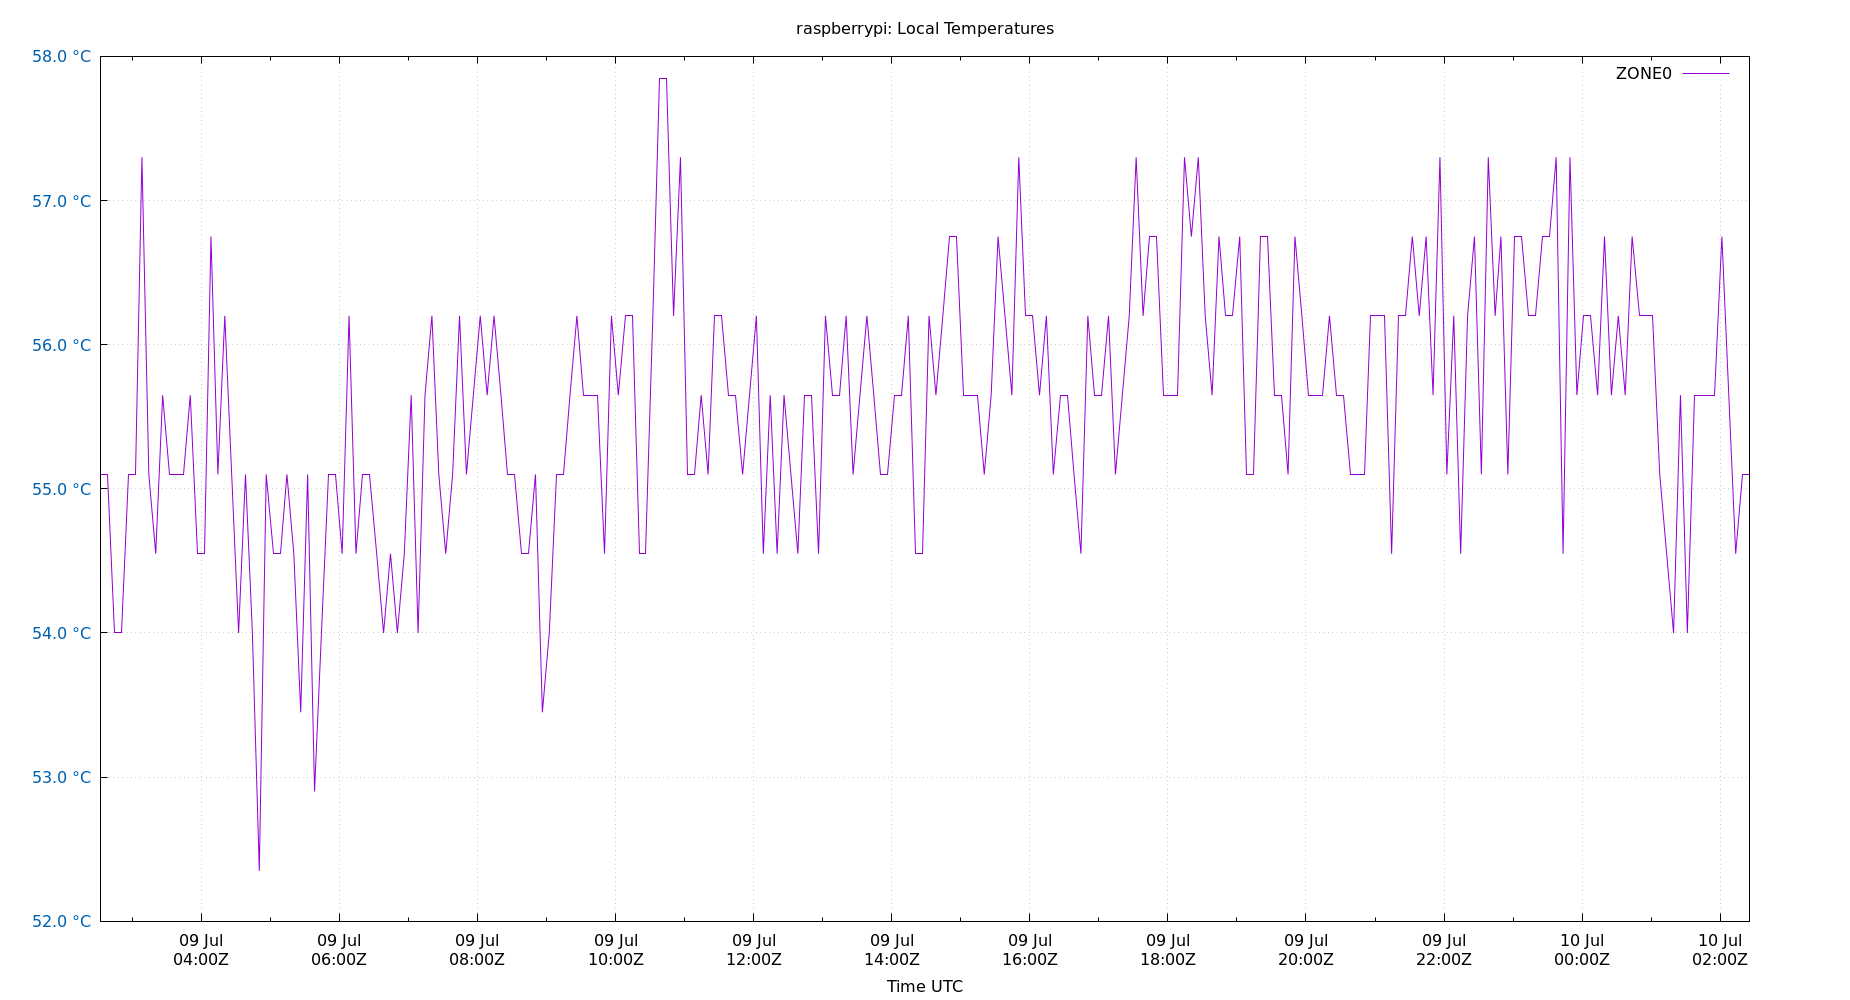 raspberrypi: Local Temperatures
58.0 °C
ZONE0
57.0 °C
56.0 °C
55.0 °C
54.0 °C
53.0 °C
52.0 °C
09 Jul 09 Jul 09 Jul 09 Jul 09 Jul 09 Jul 09 Jul 09 Jul 09 Jul 09 Jul 10 Jul 10 Jul
04:00Z 06:00Z 08:00Z 10:00Z 12:00Z 14:00Z 16:00Z 18:00Z 20:00Z 22:00Z 00:00Z 02:00Z
Time UTC